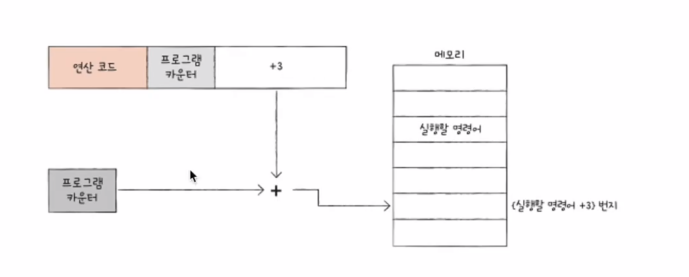 연산 코드
프로그램
카운터
+3
메모리
실행할 명령어
프로그램
카운터
+
{실행할 명령어 +3} 번지